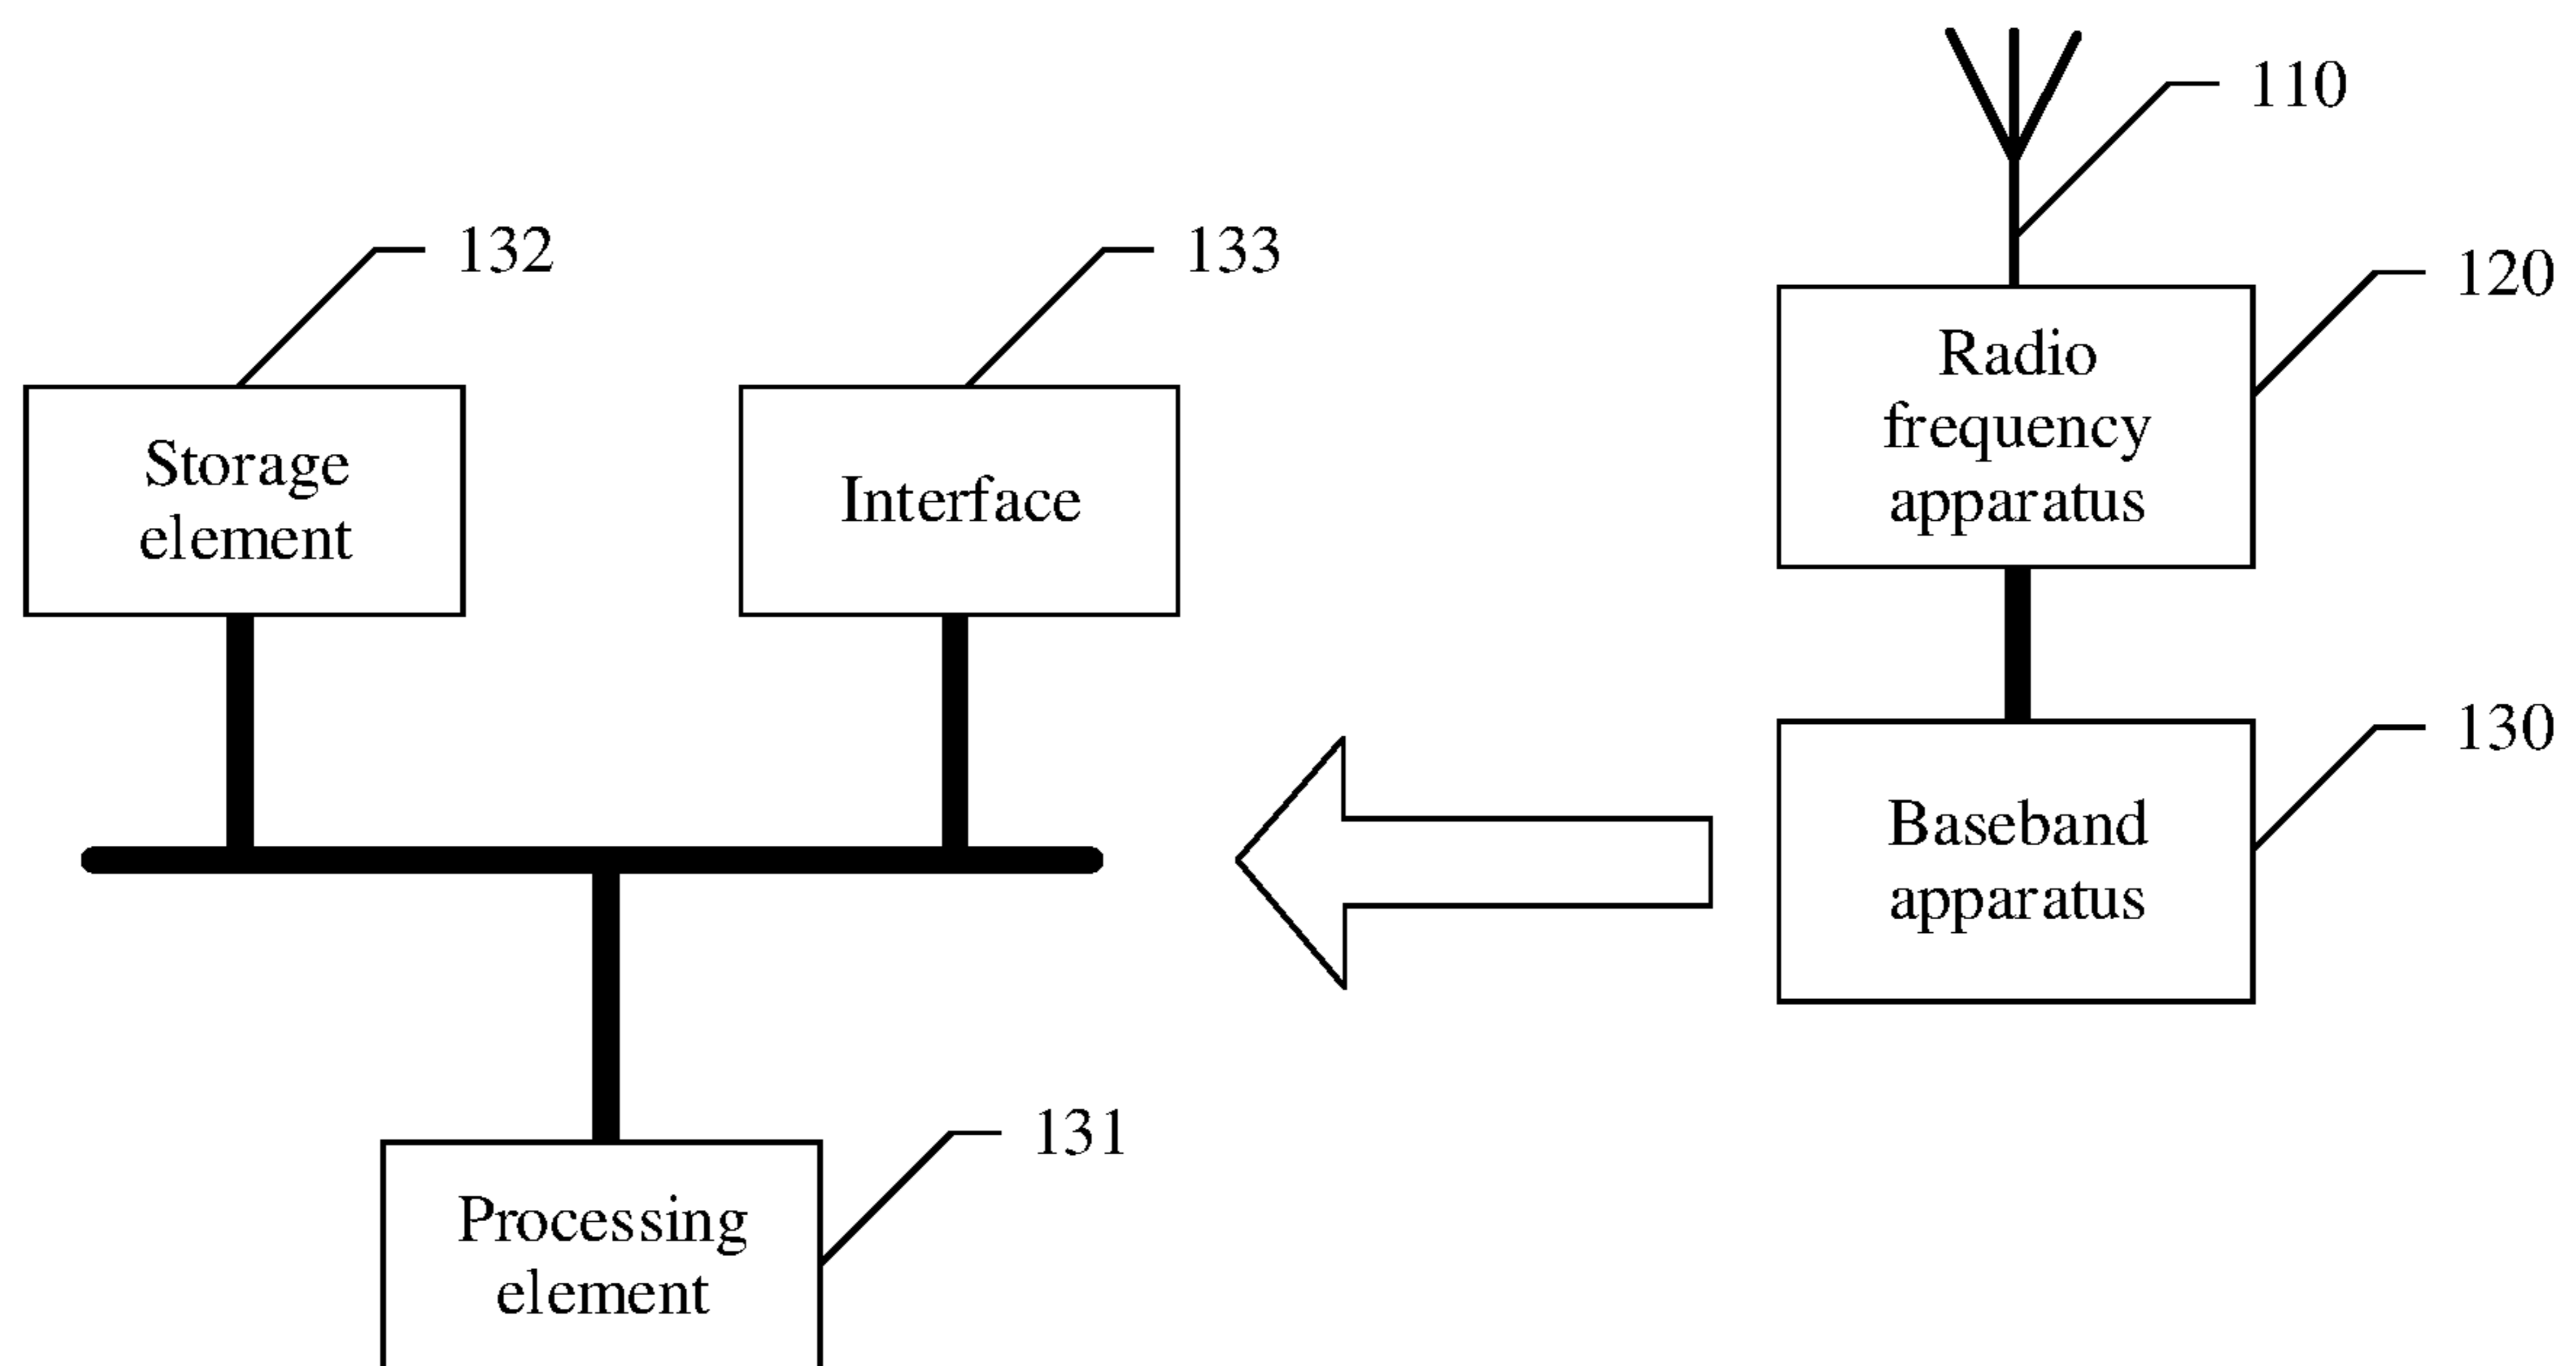 110
132
133
120
Radio
frequency
apparatus
Storage
element
Interface
130
Baseband
apparatus
131
Processing
element